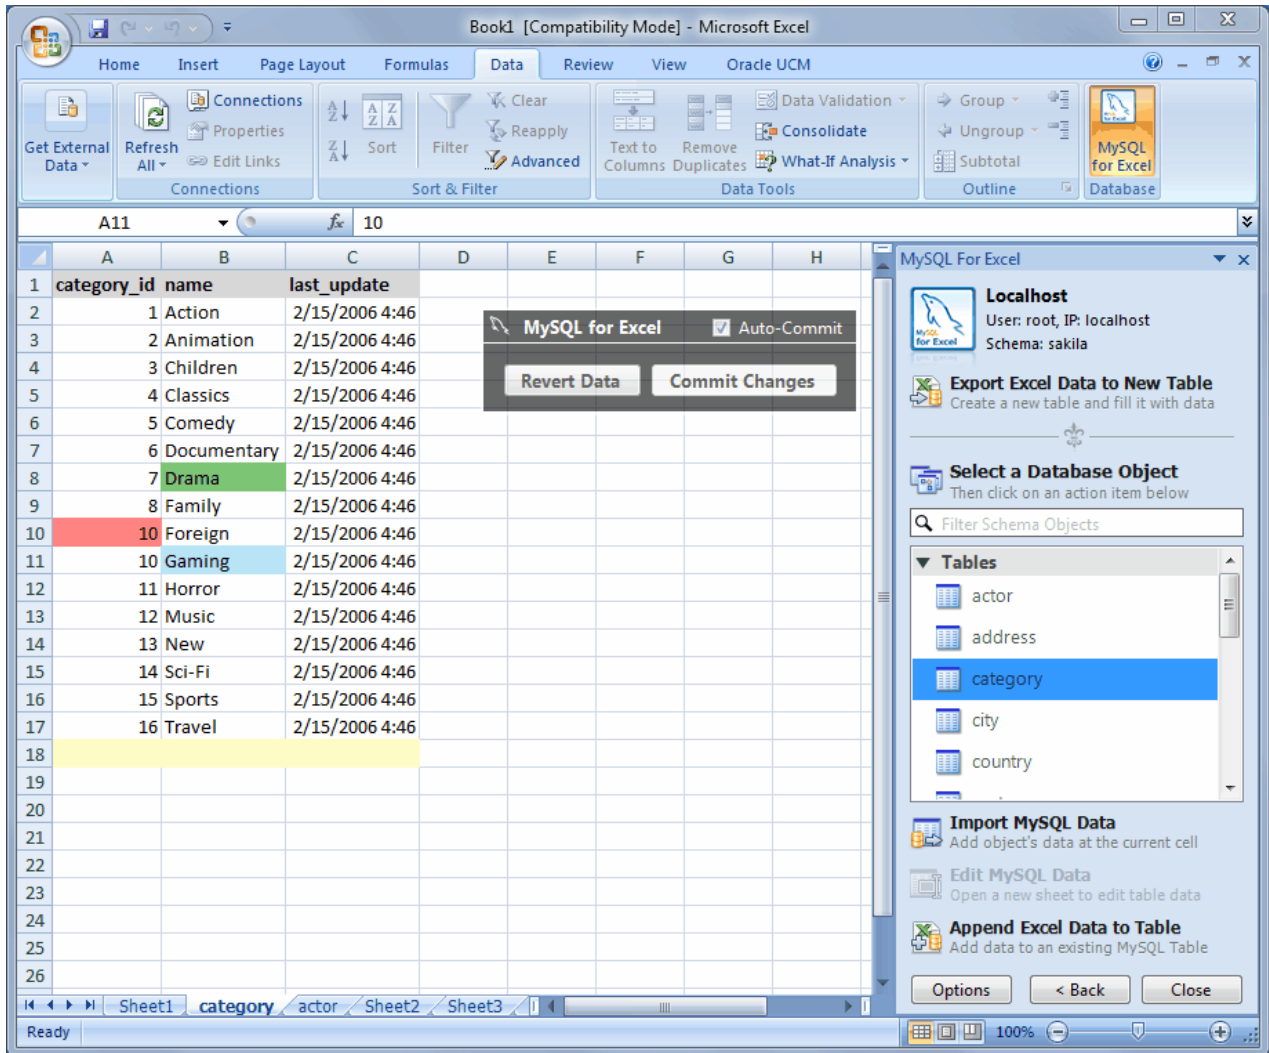 Book1 [Compatibility Mode] - Microsoft Excel
Home Insert Page Layout Formulas Data Review View Oracle UCM
Get External Data
Refresh All
Connections
Properties
Edit Links
Connections
A Z
Z A
A Z Z A
Sort
Filter
Clear
Reapply
Advanced
Sort & Filter
Text to Columns
Remove Duplicates
Data Validation
Consolidate
What-If Analysis
Data Tools
Group
Ungroup
Subtotal
Outline
MySQL for Excel
Database
A11 fx 10
A B C D E F G H
1 category_id name last_update
2 1 Action 2/15/2006 4:46
3 2 Animation 2/15/2006 4:46
4 3 Children 2/15/2006 4:46
5 4 Classics 2/15/2006 4:46
6 5 Comedy 2/15/2006 4:46
7 6 Documentary 2/15/2006 4:46
8 7 Drama 2/15/2006 4:46
9 8 Family 2/15/2006 4:46
10 10 Foreign 2/15/2006 4:46
11 10 Gaming 2/15/2006 4:46
12 11 Horror 2/15/2006 4:46
13 12 Music 2/15/2006 4:46
14 13 New 2/15/2006 4:46
15 14 Sci-Fi 2/15/2006 4:46
16 15 Sports 2/15/2006 4:46
17 16 Travel 2/15/2006 4:46
18
19
20
21
22
23
24
25
26
MySQL for Excel Auto-Commit
Revert Data Commit Changes
MySQL For Excel
MySQL for Excel
Localhost
User: root, IP: localhost
Schema: sakila
Export Excel Data to New Table
Create a new table and fill it with data
Select a Database Object
Then click on an action item below
Filter Schema Objects
Tables
actor
address
category
city
country
Import MySQL Data
Add object's data at the current cell
Edit MySQL Data
Open a new sheet to edit table data
Append Excel Data to Table
Add data to an existing MySQL Table
Options < Back Close
Sheet1 category actor Sheet2 Sheet3
Ready 100%